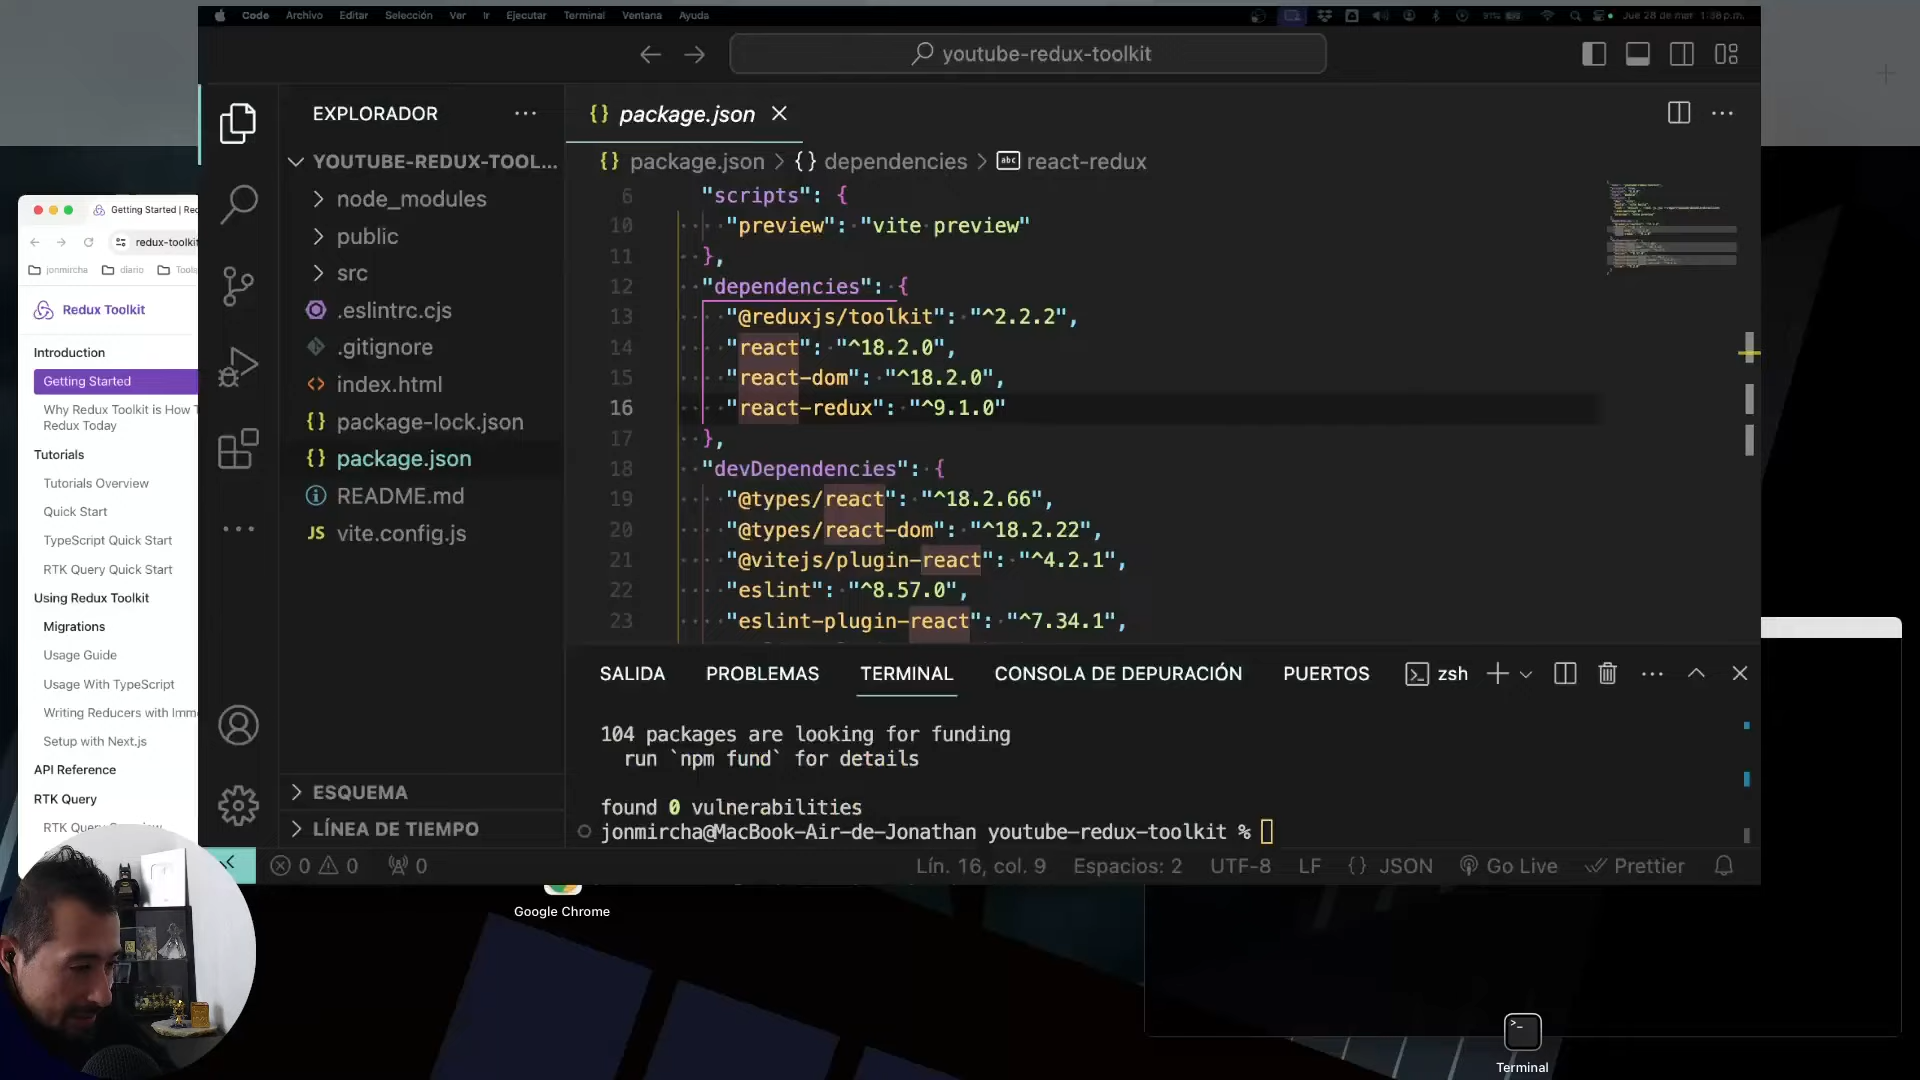 Code Archivo Editar Selección Ver Ir Ejecutar Terminal Ventana Ayuda
youtube-redux-toolkit
EXPLORADOR
YOUTUBE-REDUX-TOOL...
node_modules
public
src
.eslintrc.cjs
.gitignore
index.html
package-lock.json
package.json
README.md
vite.config.js
ESQUEMA
LÍNEA DE TIEMPO
package.json
package.json > {} dependencies > react-redux
6 "scripts": {
10 "preview": "vite preview"
11 },
12 "dependencies": {
13 "@reduxjs/toolkit": "^2.2.2",
14 "react": "^18.2.0",
15 "react-dom": "^18.2.0",
16 "react-redux": "^9.1.0"
17 },
18 "devDependencies": {
19 "@types/react": "^18.2.66",
20 "@types/react-dom": "^18.2.22",
21 "@vitejs/plugin-react": "^4.2.1",
22 "eslint": "^8.57.0",
23 "eslint-plugin-react": "^7.34.1",
SALIDA PROBLEMAS TERMINAL CONSOLA DE DEPURACIÓN PUERTOS zsh
104 packages are looking for funding
run `npm fund` for details
found 0 vulnerabilities
jonmircha@MacBook-Air-de-Jonathan youtube-redux-toolkit %
0 0 0 Lín. 16, col. 9 Espacios: 2 UTF-8 LF {} JSON Go Live Prettier
Getting Started | Rec
redux-toolkit
jonmircha diario
Redux Toolkit
Introduction
Getting Started
Why Redux Toolkit is How T
Redux Today
Tutorials
Tutorials Overview
Quick Start
TypeScript Quick Start
RTK Query Quick Start
Using Redux Toolkit
Migrations
Usage Guide
Usage With TypeScript
Writing Reducers with Imme
Setup with Next.js
API Reference
RTK Query
Google Chrome
Terminal